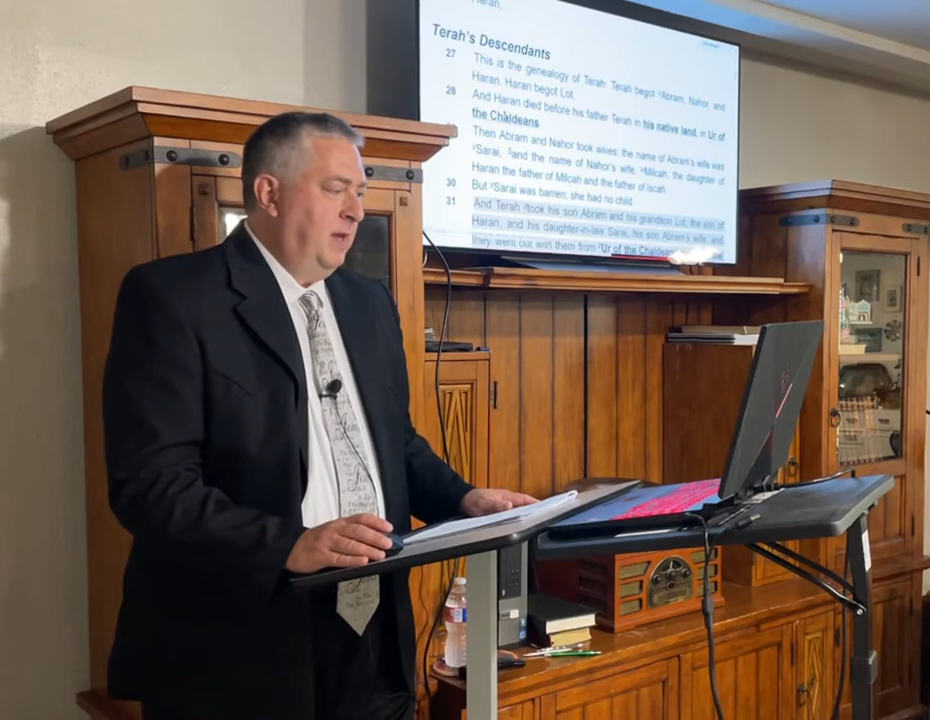 Haran.
Terah's Descendants
27 This is the genealogy of Terah: Terah begot Abram, Nahor, and
Haran. Haran begot Lot.
28 And Haran died before his father Terah in his native land, in Ur of
the Chaldeans.
Then Abram and Nahor took wives: the name of Abram's wife was
Sarai, and the name of Nahor's wife, Milcah, the daughter of
Haran the father of Milcah and the father of Iscah.
30 But Sarai was barren; she had no child.
31 And Terah took his son Abram and his grandson Lot, the son of
Haran, and his daughter-in-law Sarai, his son Abram's wife, and
they went out with them from Ur of the Chaldeans